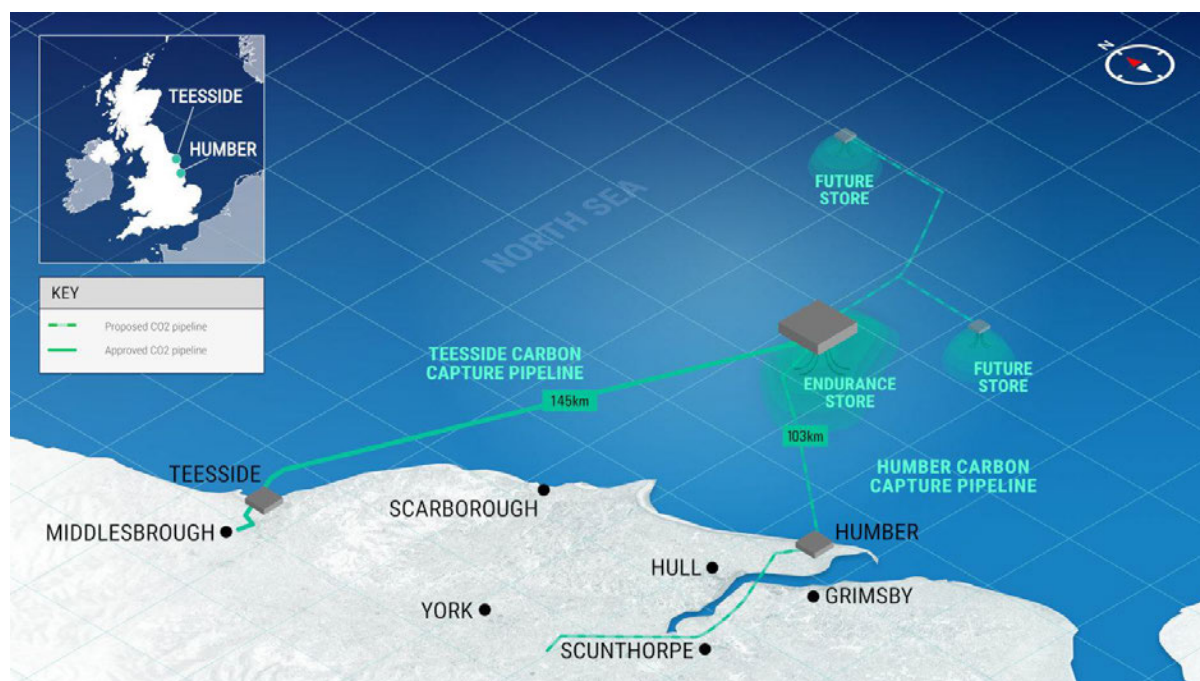 N
TEESSIDE
HUMBER
KEY
Proposed CO2 pipeline
Approved CO2 pipeline
NORTH SEA
FUTURE
STORE
FUTURE
STORE
ENDURANCE
STORE
TEESSIDE CARBON
CAPTURE PIPELINE
145km
103km
HUMBER CARBON
CAPTURE PIPELINE
TEESSIDE
MIDDLESBROUGH
SCARBOROUGH
HUMBER
HULL
GRIMSBY
YORK
SCUNTHORPE